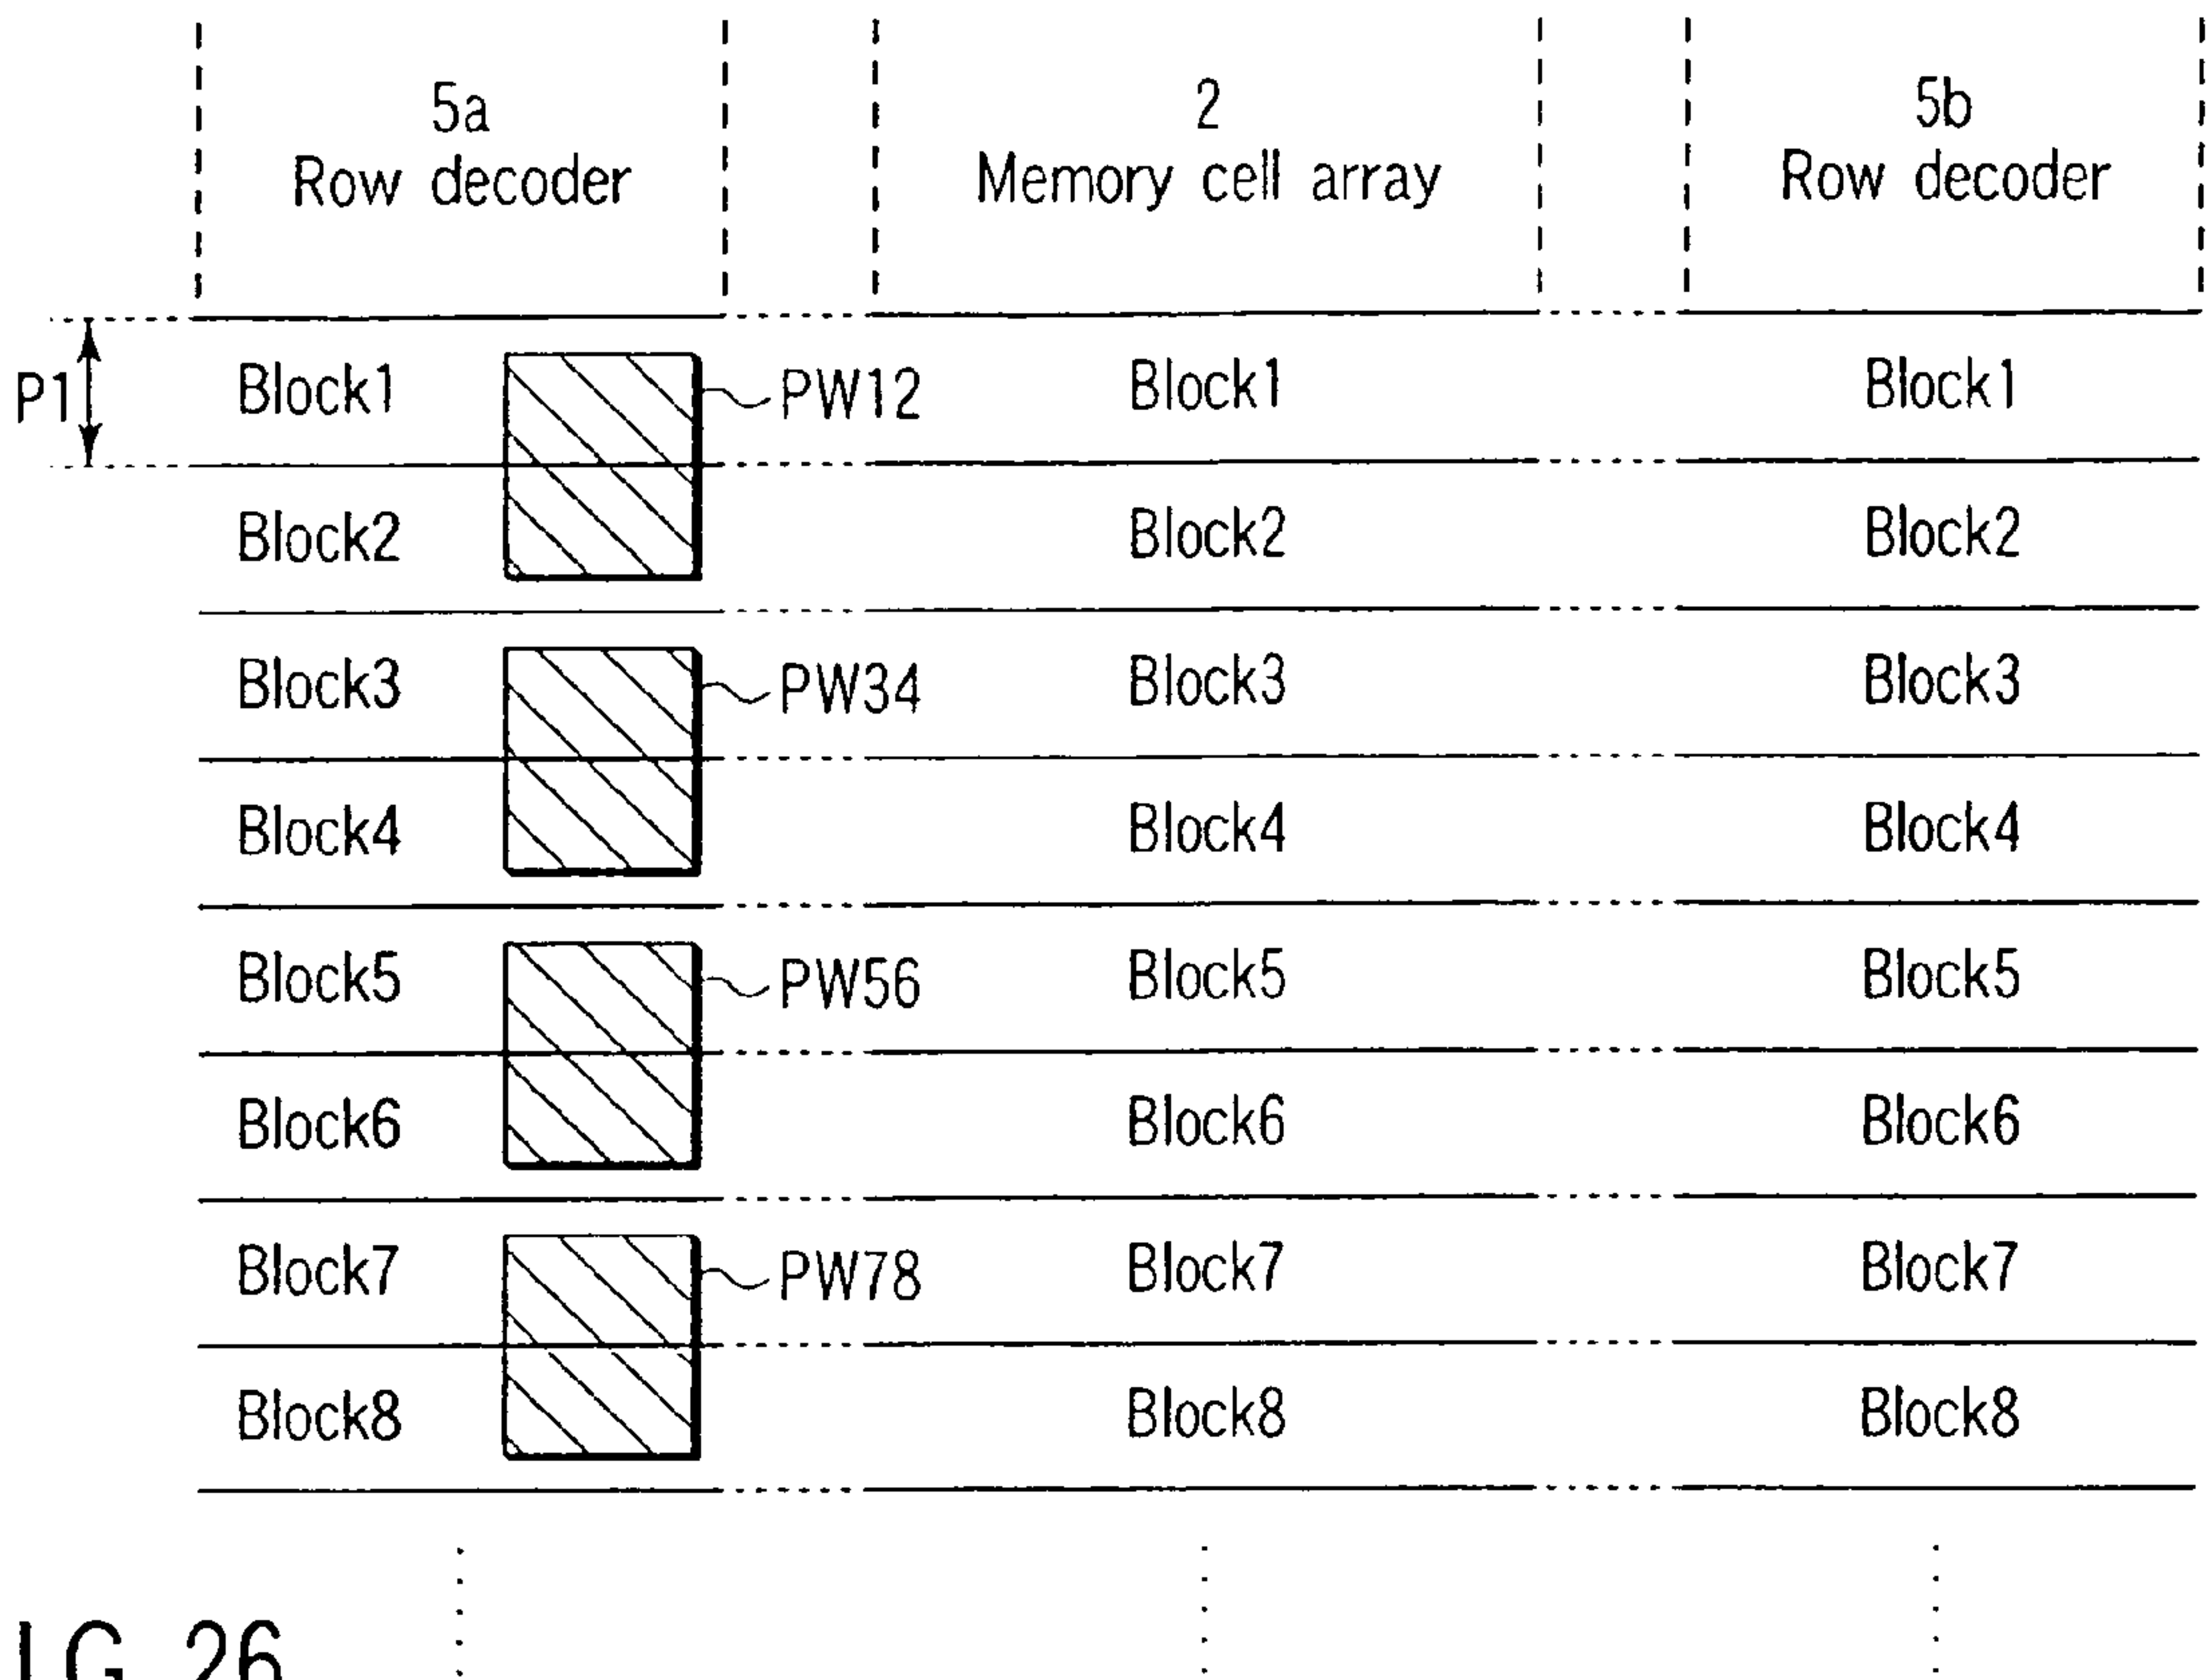 5a 2 5b
Row decoder Memory cell array Row decoder
P1 Block1 PW12 Block1 Block1
Block2 Block2 Block2
Block3 PW34 Block3 Block3
Block4 Block4 Block4
Block5 PW56 Block5 Block5
Block6 Block6 Block6
Block7 PW78 Block7 Block7
Block8 Block8 Block8
IG. 26